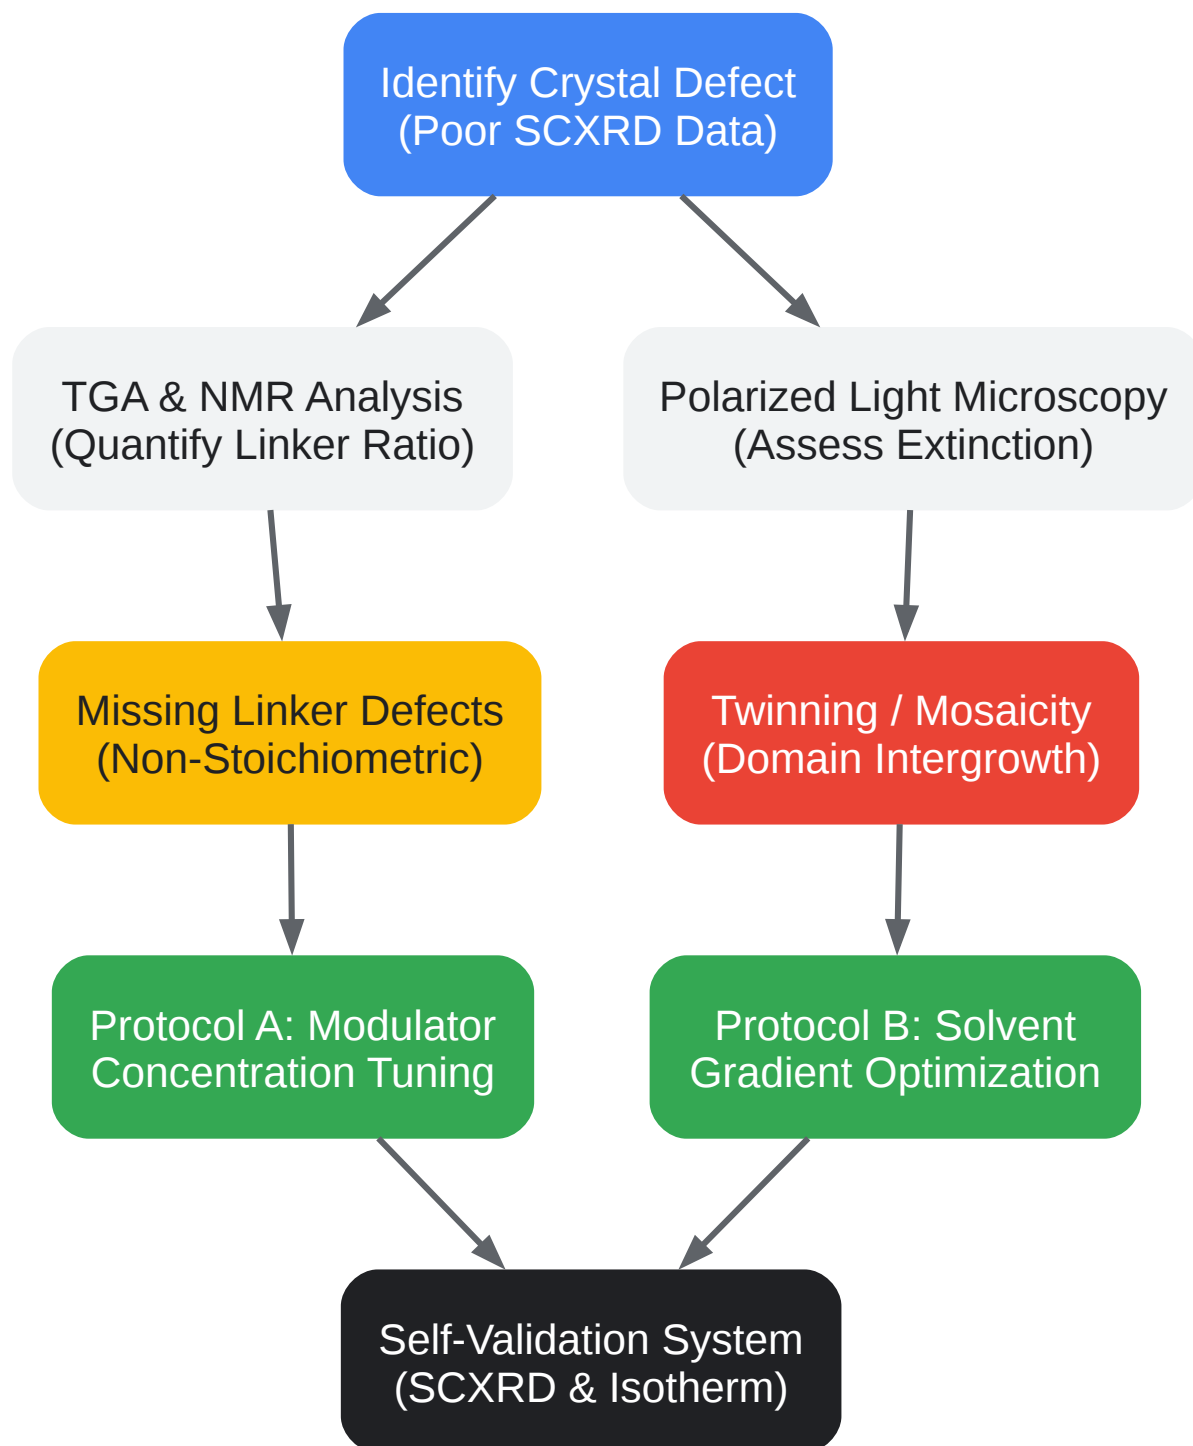 Identify Crystal Defect
(Poor SCXRD Data)
TGA & NMR Analysis
(Quantify Linker Ratio)
Polarized Light Microscopy
(Assess Extinction)
Missing Linker Defects
(Non-Stoichiometric)
Twinning / Mosaicity
(Domain Intergrowth)
Protocol A: Modulator
Concentration Tuning
Protocol B: Solvent
Gradient Optimization
Self-Validation System
(SCXRD & Isotherm)